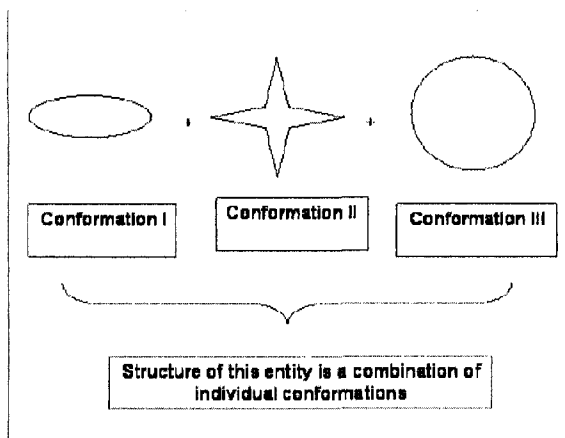 + +
Conformation I Conformation II Conformation III
Structure of this entity is a combination of
individual conformations